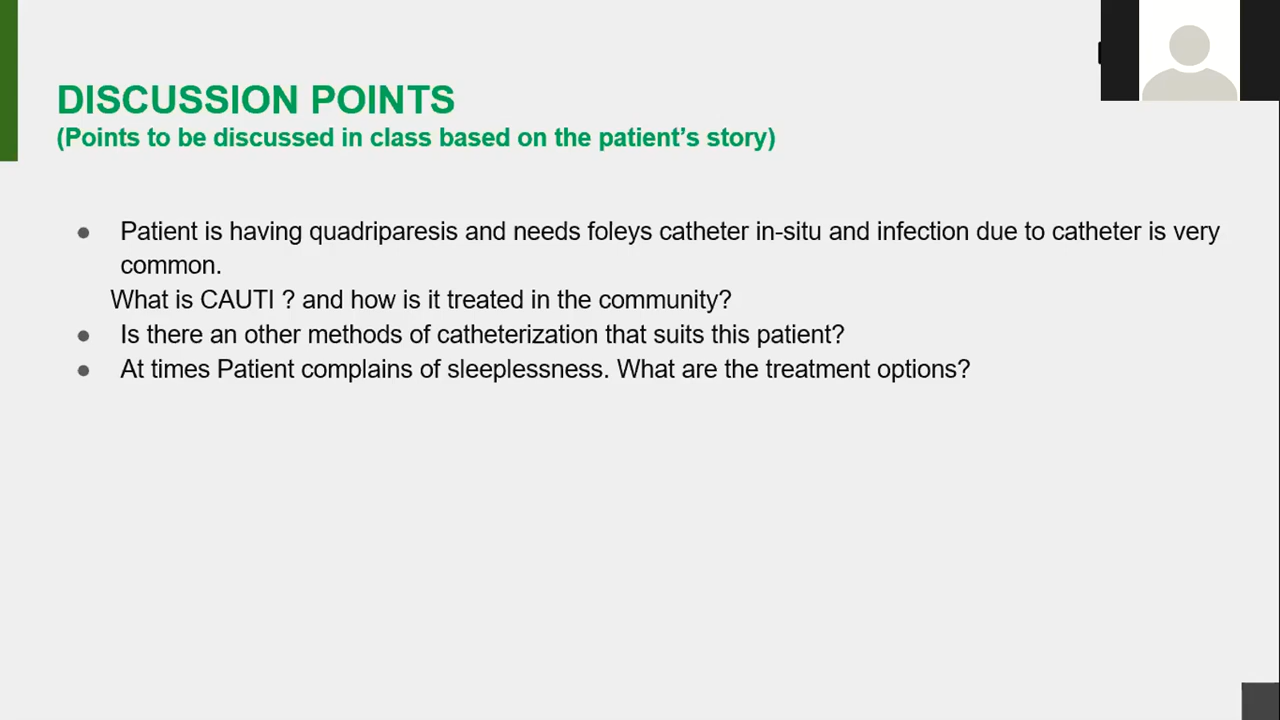 DISCUSSION POINTS
(Points to be discussed in class based on the patient’s story)
● Patient is having quadriparesis and needs foleys catheter in-situ and infection due to catheter is very
common.
What is CAUTI ? and how is it treated in the community?
● Is there an other methods of catheterization that suits this patient?
● At times Patient complains of sleeplessness. What are the treatment options?